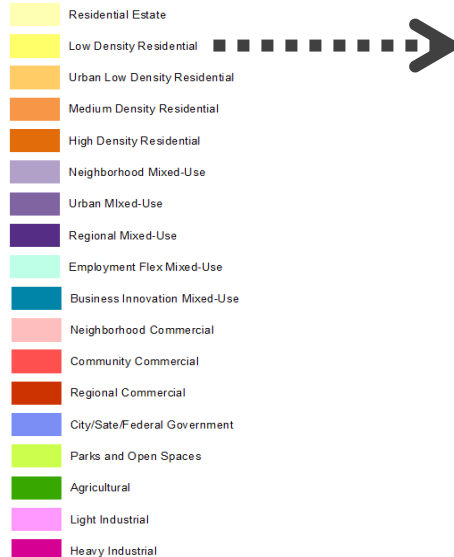 Residential Estate
Low Density Residential
Urban Low Density Residential
Medium Density Residential
High Density Residential
Neighborhood Mixed-Use
Urban MIxed-Use
Regional Mixed-Use
Employment Flex Mixed-Use
Business Innovation Mixed-Use
Neighborhood Commercial
Community Commercial
Regional Commercial
City/Sate/Federal Government
Parks and Open Spaces
Agricultural
Light Industrial
Heavy Industrial